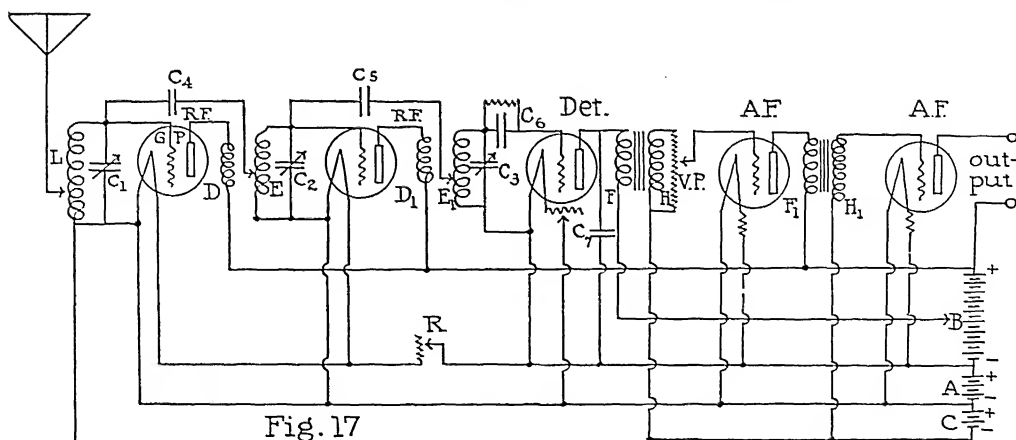 C4
C5
R.F.
R.F.
C6
Det.
A.F.
A.F.
L
C1
G
P
D
E
C2
D1
E1
C3
F
H
V.P.
F1
H1
out-
put
C7
+
B
R
-
+
A
-
+
C
-
Fig. 17